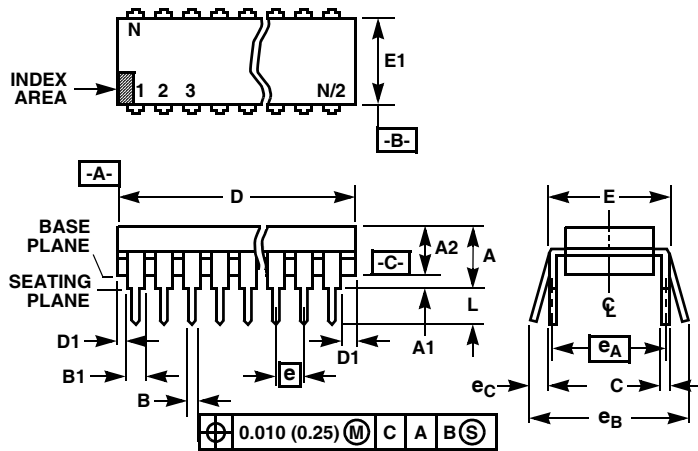 N
INDEX
AREA
1 2 3 N/2
E1
-B-
-A-
D E
BASE
PLANE
SEATING
PLANE
A2 A
-C-
L
A1
D1
B1
B
e
D1
C L
eA
eC
C
eB
0.010 (0.25) M C A B S